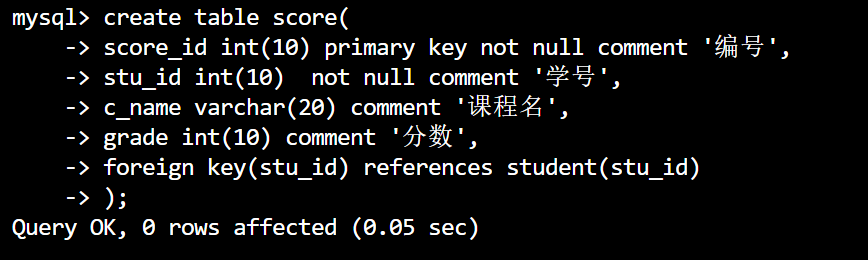 mysql> create table score(
    -> score_id int(10) primary key not null comment '编号',
    -> stu_id int(10)  not null comment '学号',
    -> c_name varchar(20) comment '课程名',
    -> grade int(10) comment '分数',
    -> foreign key(stu_id) references student(stu_id)
    -> );
Query OK, 0 rows affected (0.05 sec)